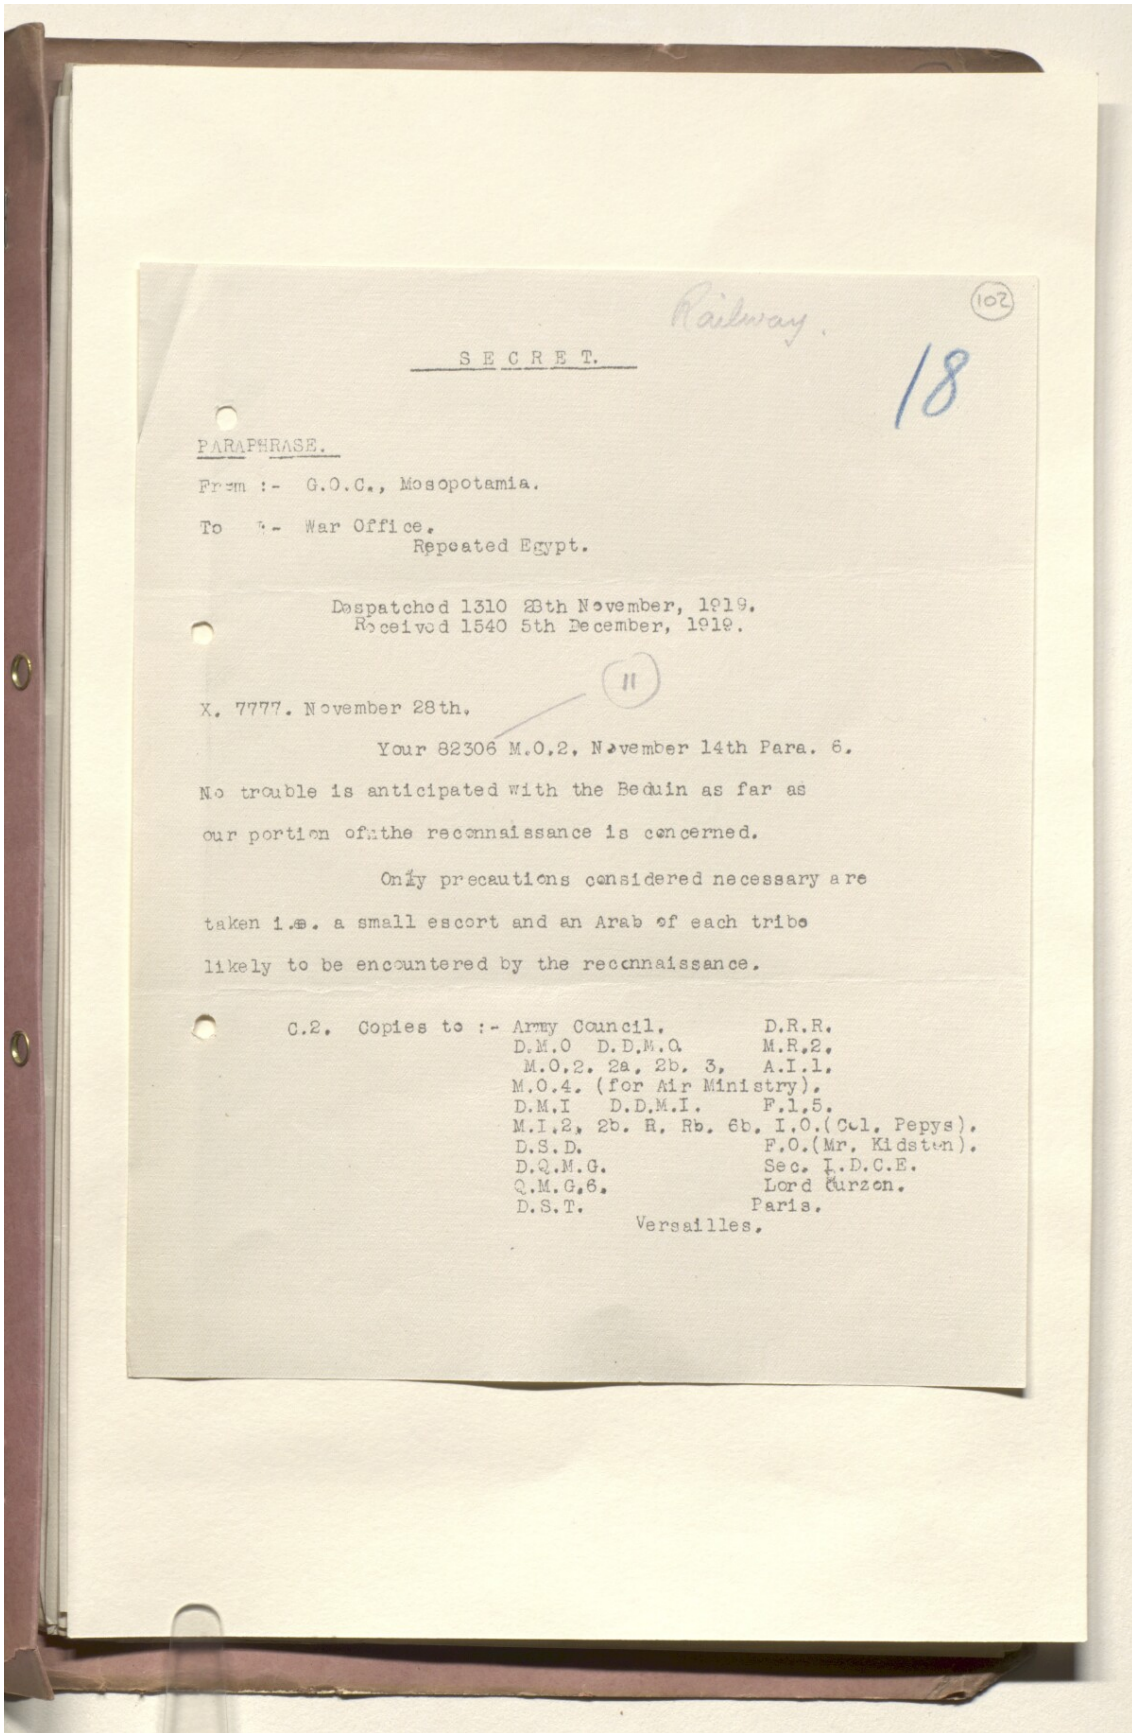 Railway.
102
18
SECRET.
PARAPHRASE.
From :- G.O.C., Mesopotamia.
To :- War Office.
Repeated Egypt.
Despatched 1310 28th November, 1919.
Received 1540 5th December, 1919.
11
X. 7777. November 28th.
Your 82306 M.O.2. November 14th Para. 6.
No trouble is anticipated with the Beduin as far as
our portion of the reconnaissance is concerned.
Only precautions considered necessary are
taken i.e. a small escort and an Arab of each tribe
likely to be encountered by the reconnaissance.
C.2. Copies to :- Army Council. D.R.R.
D.M.O D.D.M.O. M.R.2.
M.O.2. 2a. 2b. 3. A.I.1.
M.O.4. (for Air Ministry).
D.M.I D.D.M.I. F.1.5.
M.I.2, 2b. R. Rb. 6b. I.O.(Col. Pepys).
D.S.D. F.O.(Mr. Kidston).
D.Q.M.G. Sec. I.D.C.E.
Q.M.G.6. Lord Curzon.
D.S.T. Paris.
Versailles.